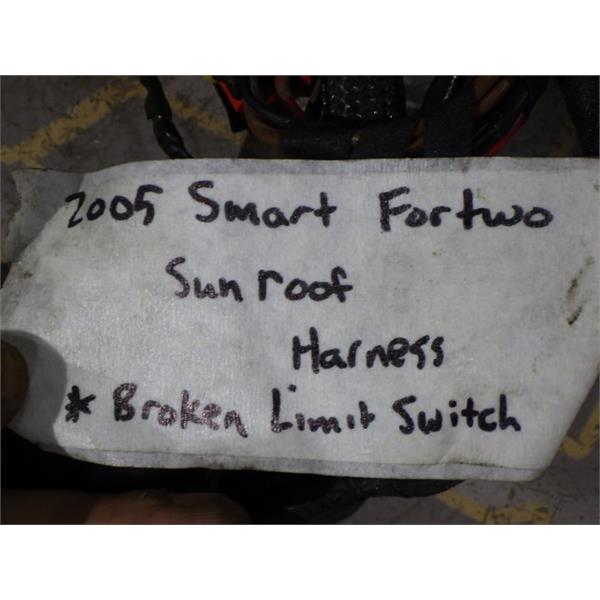 2005 Smart Fortwo
Sunroof
Harness
* Broken Limit Switch